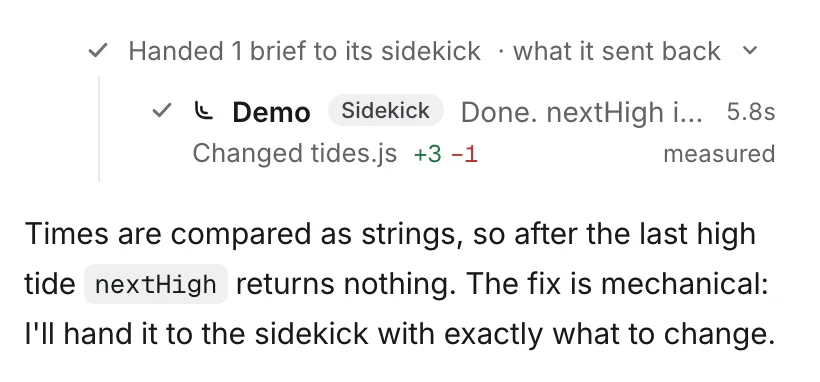 Handed 1 brief to its sidekick · what it sent back
Demo Sidekick Done. nextHigh i... 5.8s
Changed tides.js +3 −1 measured
Times are compared as strings, so after the last high
tide nextHigh returns nothing. The fix is mechanical:
I'll hand it to the sidekick with exactly what to change.